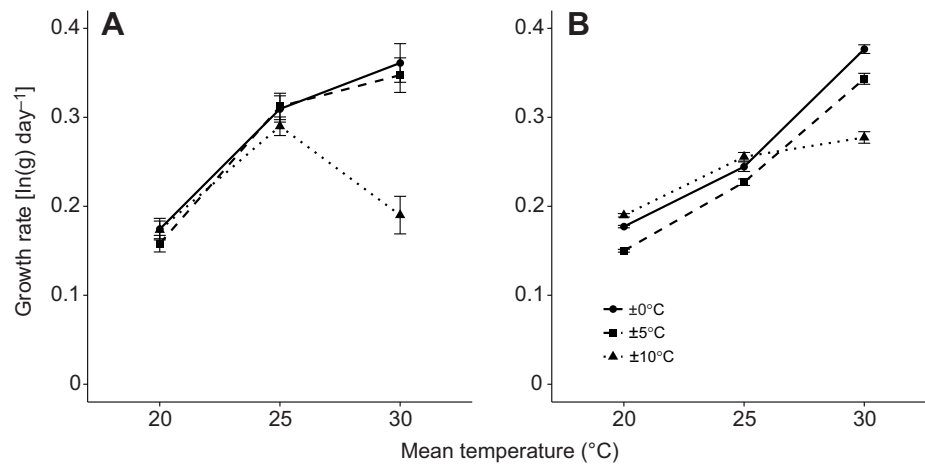 A
B
0.4
0.3
0.2
0.1
0
20
25
30
0.4
0.3
0.2
0.1
0
20
25
30
±0°C
±5°C
±10°C
Growth rate [ln(g) day⁻¹]
Mean temperature (°C)